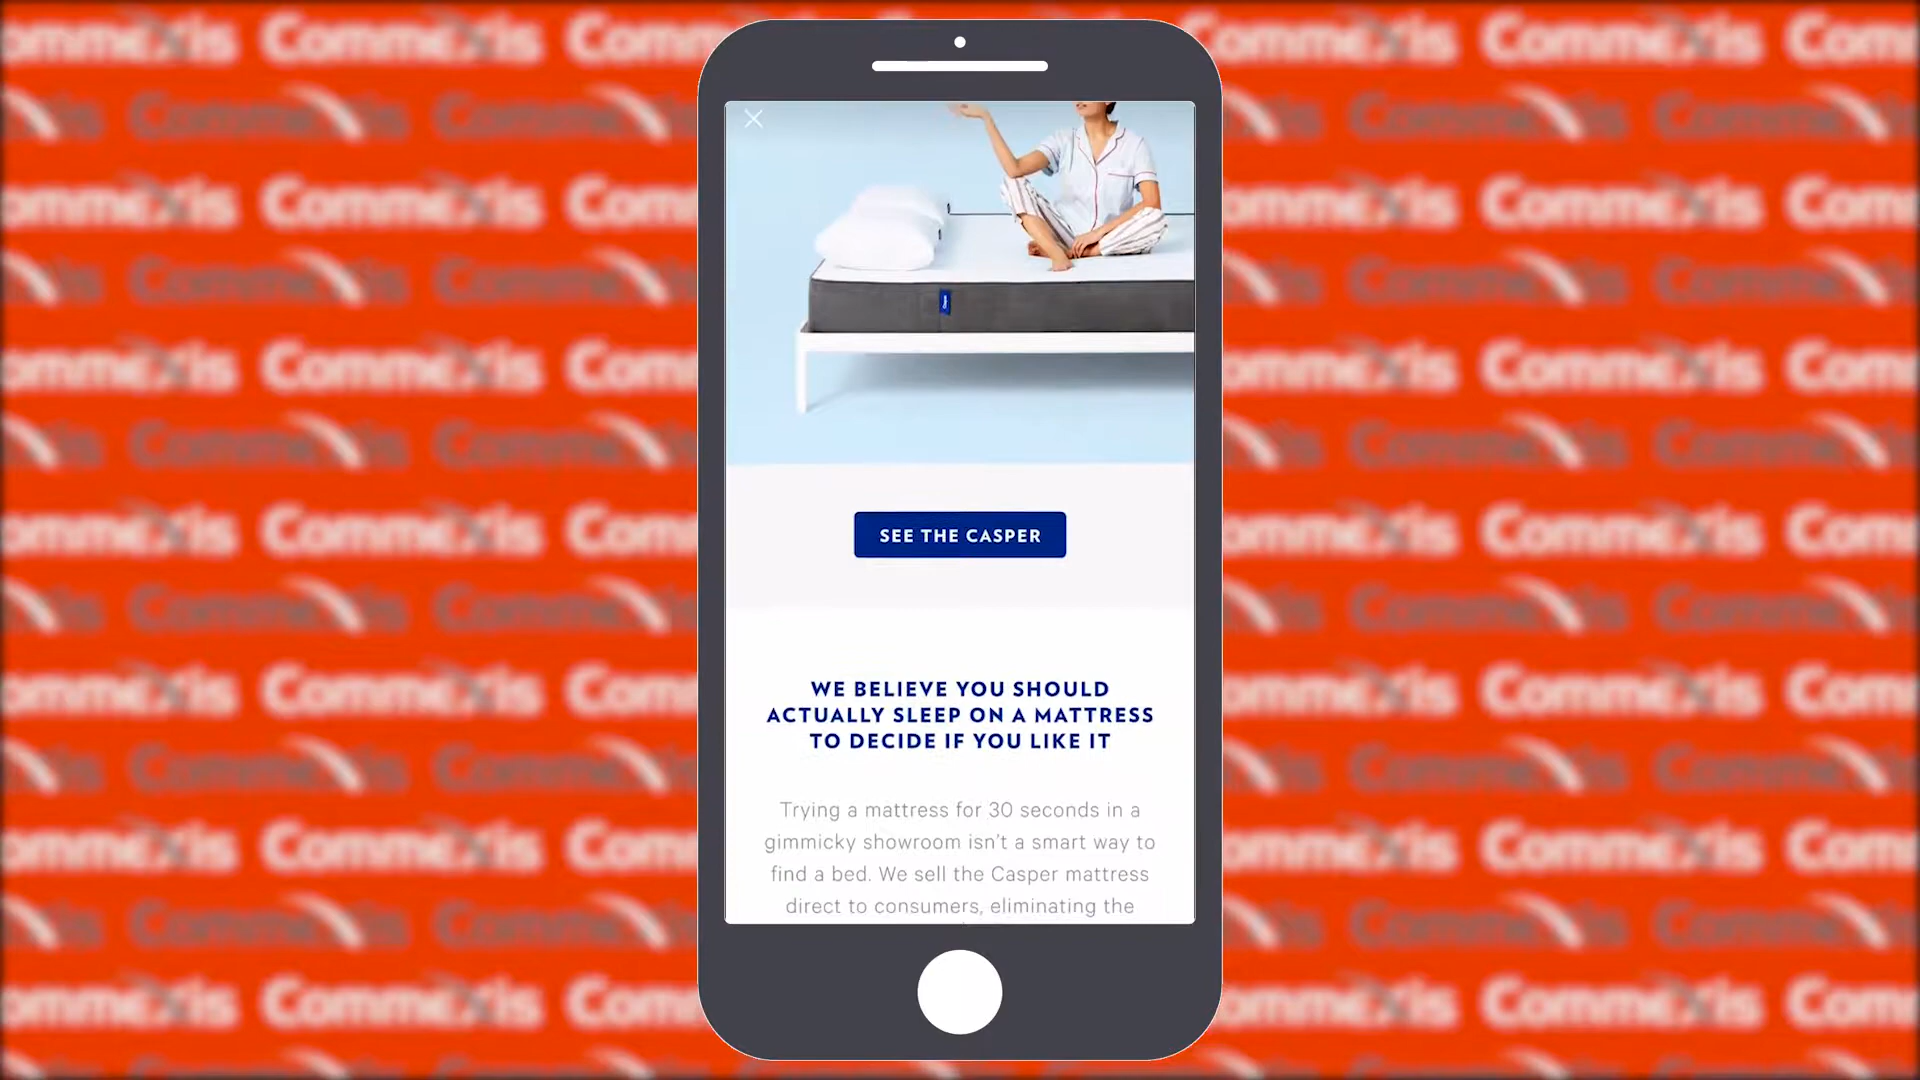 SEE THE CASPER
WE BELIEVE YOU SHOULD
ACTUALLY SLEEP ON A MATTRESS
TO DECIDE IF YOU LIKE IT
Trying a mattress for 30 seconds in a
gimmicky showroom isn't a smart way to
find a bed. We sell the Casper mattress
direct to consumers, eliminating the
Commexis